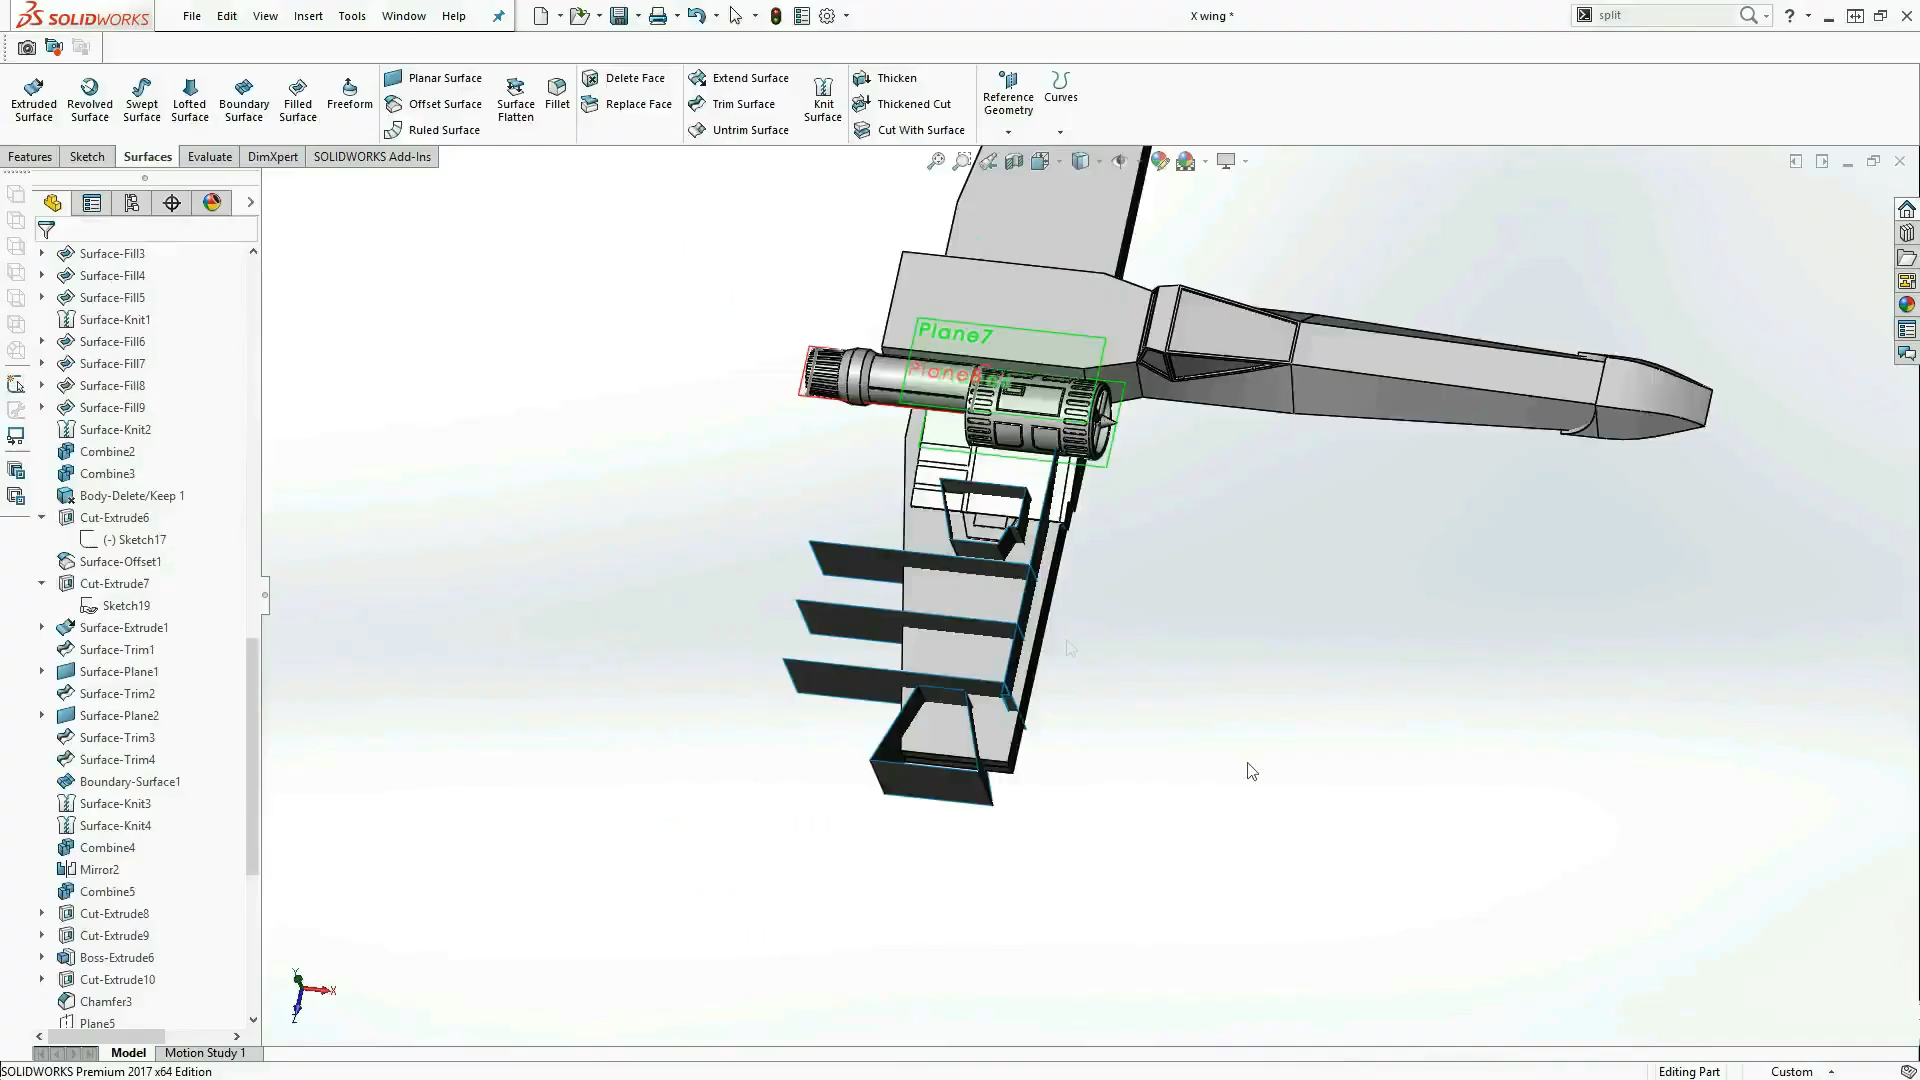 SOLIDWORKS
File Edit View Insert Tools Window Help
X wing *
split
Extruded Surface
Revolved Surface
Swept Surface
Lofted Surface
Boundary Surface
Filled Surface
Freeform
Planar Surface
Offset Surface
Ruled Surface
Surface Flatten
Fillet
Delete Face
Replace Face
Extend Surface
Trim Surface
Untrim Surface
Knit Surface
Thicken
Thickened Cut
Cut With Surface
Reference Geometry
Curves
Features Sketch Surfaces Evaluate DimXpert SOLIDWORKS Add-Ins
Surface-Fill3
Surface-Fill4
Surface-Fill5
Surface-Knit1
Surface-Fill6
Surface-Fill7
Surface-Fill8
Surface-Fill9
Surface-Knit2
Combine2
Combine3
Body-Delete/Keep 1
Cut-Extrude6
(-) Sketch17
Surface-Offset1
Cut-Extrude7
Sketch19
Surface-Extrude1
Surface-Trim1
Surface-Plane1
Surface-Trim2
Surface-Plane2
Surface-Trim3
Surface-Trim4
Boundary-Surface1
Surface-Knit3
Surface-Knit4
Combine4
Mirror2
Combine5
Cut-Extrude8
Cut-Extrude9
Boss-Extrude6
Cut-Extrude10
Chamfer3
Plane5
Plane7
Y
X
Z
Model Motion Study 1
SOLIDWORKS Premium 2017 x64 Edition
Editing Part
Custom